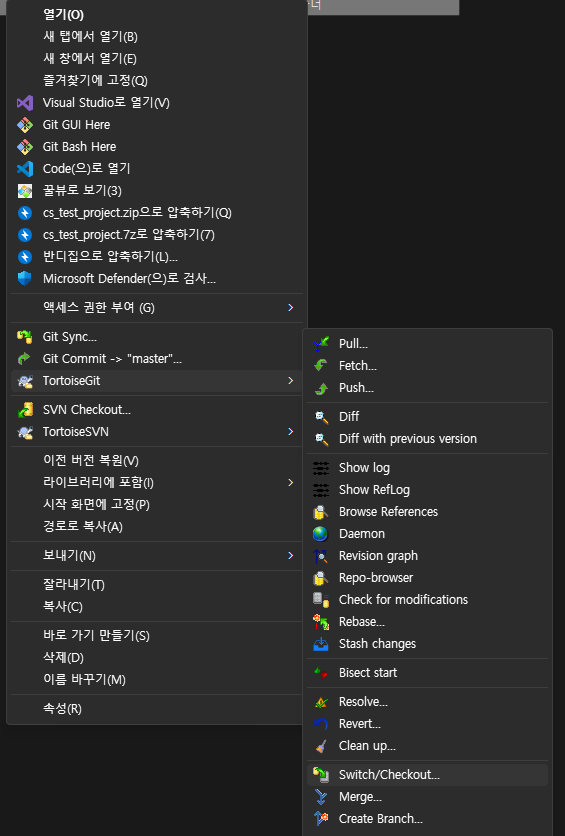 열기(O)
새 탭에서 열기(B)
새 창에서 열기(E)
즐겨찾기에 고정(Q)
Visual Studio로 열기(V)
Git GUI Here
Git Bash Here
Code(으)로 열기
꿀뷰로 보기(3)
cs_test_project.zip으로 압축하기(Q)
cs_test_project.7z로 압축하기(7)
반디집으로 압축하기(L)...
Microsoft Defender(으)로 검사...
액세스 권한 부여 (G)
Git Sync...
Git Commit -> "master"...
TortoiseGit
SVN Checkout...
TortoiseSVN
이전 버전 복원(V)
라이브러리에 포함(I)
시작 화면에 고정(P)
경로로 복사(A)
보내기(N)
잘라내기(T)
복사(C)
바로 가기 만들기(S)
삭제(D)
이름 바꾸기(M)
속성(R)
Pull...
Fetch...
Push...
Diff
Diff with previous version
Show log
Show RefLog
Browse References
Daemon
Revision graph
Repo-browser
Check for modifications
Rebase...
Stash changes
Bisect start
Resolve...
Revert...
Clean up...
Switch/Checkout...
Merge...
Create Branch...